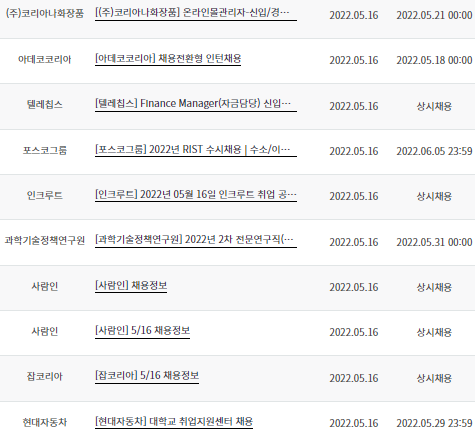 (주)코리아나화장품 [(주)코리아나화장품] 온라인몰관리자-신입/경… 2022.05.16 2022.05.21 00:00
아데코코리아 [아데코코리아] 채용전환형 인턴채용 2022.05.16 2022.05.18 00:00
텔레칩스 [텔레칩스] Finance Manager(자금담당) 신입… 2022.05.16 상시채용
포스코그룹 [포스코그룹] 2022년 RIST 수시채용 | 수소/이… 2022.05.16 2022.06.05 23:59
인크루트 [인크루트] 2022년 05월 16일 인크루트 취업 공… 2022.05.16 상시채용
과학기술정책연구원 [과학기술정책연구원] 2022년 2차 전문연구직(… 2022.05.16 2022.05.31 00:00
사람인 [사람인] 채용정보 2022.05.16 상시채용
사람인 [사람인] 5/16 채용정보 2022.05.16 상시채용
잡코리아 [잡코리아] 5/16 채용정보 2022.05.16 상시채용
현대자동차 [현대자동차] 대학교 취업지원센터 채용 2022.05.16 2022.05.29 23:59